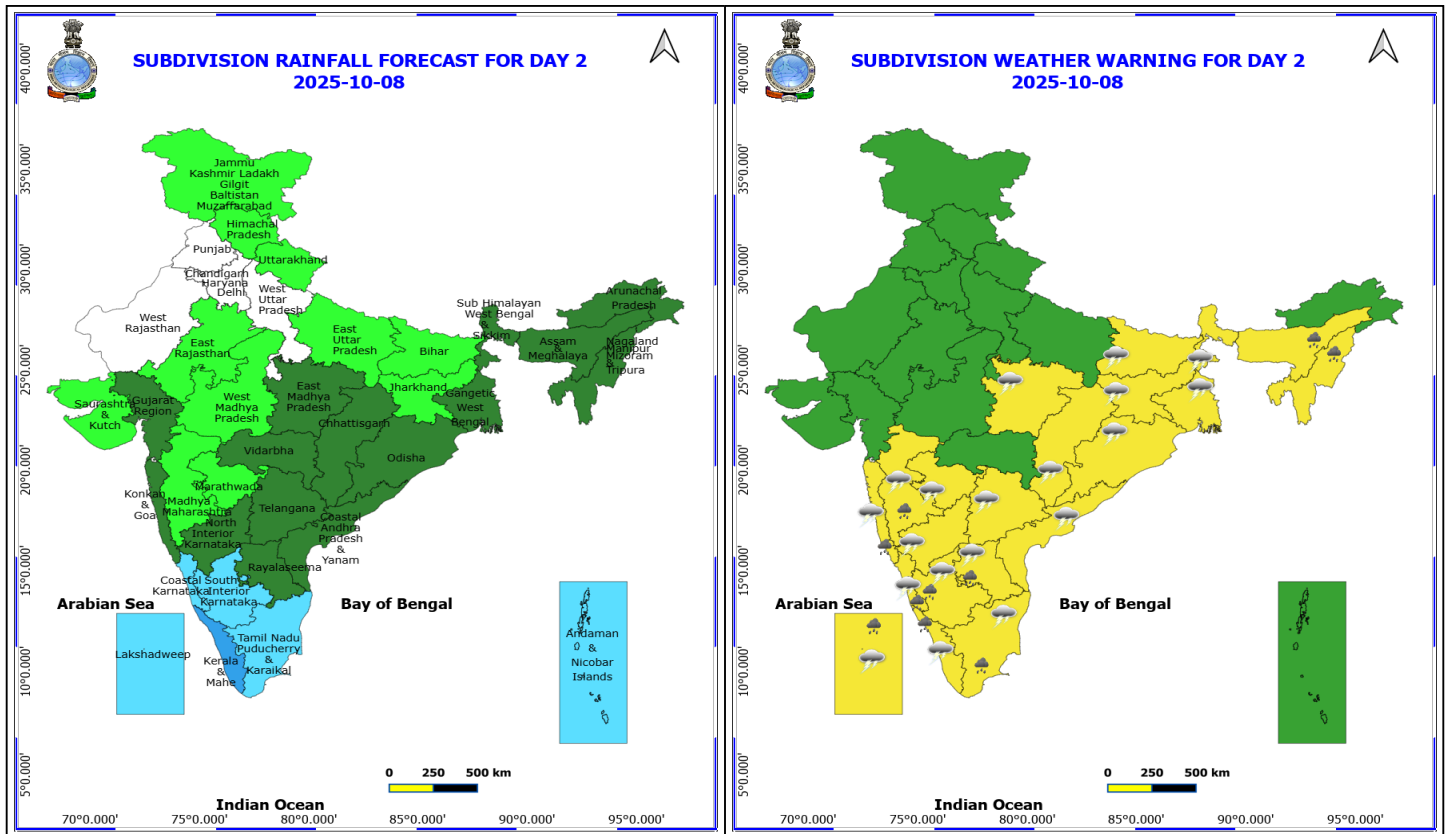 SUBDIVISION RAINFALL FORECAST FOR DAY 2
2025-10-08
40°0.000'
35°0.000'
30°0.000'
25°0.000'
20°0.000'
15°0.000'
10°0.000'
5°0.000'
Jammu
Kashmir Ladakh
Gilgit
Baltistan
Muzaffarabad
Himachal
Pradesh
Punjab
Uttarakhand
Chandigarh
Haryana
Delhi
West
Uttar
Pradesh
West
Rajasthan
East
Rajasthan
East
Uttar
Pradesh
Bihar
Sub Himalayan
West Bengal
&
Sikkim
Arunachal
Pradesh
Assam
&
Meghalaya
Nagaland
Manipur
Mizoram
&
Tripura
Saurashtra
&
Kutch
Gujarat
Region
West
Madhya
Pradesh
East
Madhya
Pradesh
Jharkhand
Gangetic
West
Bengal
Chhattisgarh
Vidarbha
Odisha
Konkan
&
Goa
Madhya
Maharashtra
Marathwada
Telangana
North
Interior
Karnataka
Coastal
Andhra
Pradesh
&
Yanam
Rayalaseema
Coastal
Karnataka
South
Interior
Karnataka
Tamil Nadu
Puducherry
&
Karaikal
Kerala
&
Mahe
Lakshadweep
Andaman
&
Nicobar
Islands
Arabian Sea
Bay of Bengal
Indian Ocean
0 250 500 km
70°0.000' 75°0.000' 80°0.000' 85°0.000' 90°0.000' 95°0.000'
SUBDIVISION WEATHER WARNING FOR DAY 2
2025-10-08
40°0.000'
35°0.000'
30°0.000'
25°0.000'
20°0.000'
15°0.000'
10°0.000'
5°0.000'
Arabian Sea
Bay of Bengal
Indian Ocean
0 250 500 km
70°0.000' 75°0.000' 80°0.000' 85°0.000' 90°0.000' 95°0.000'